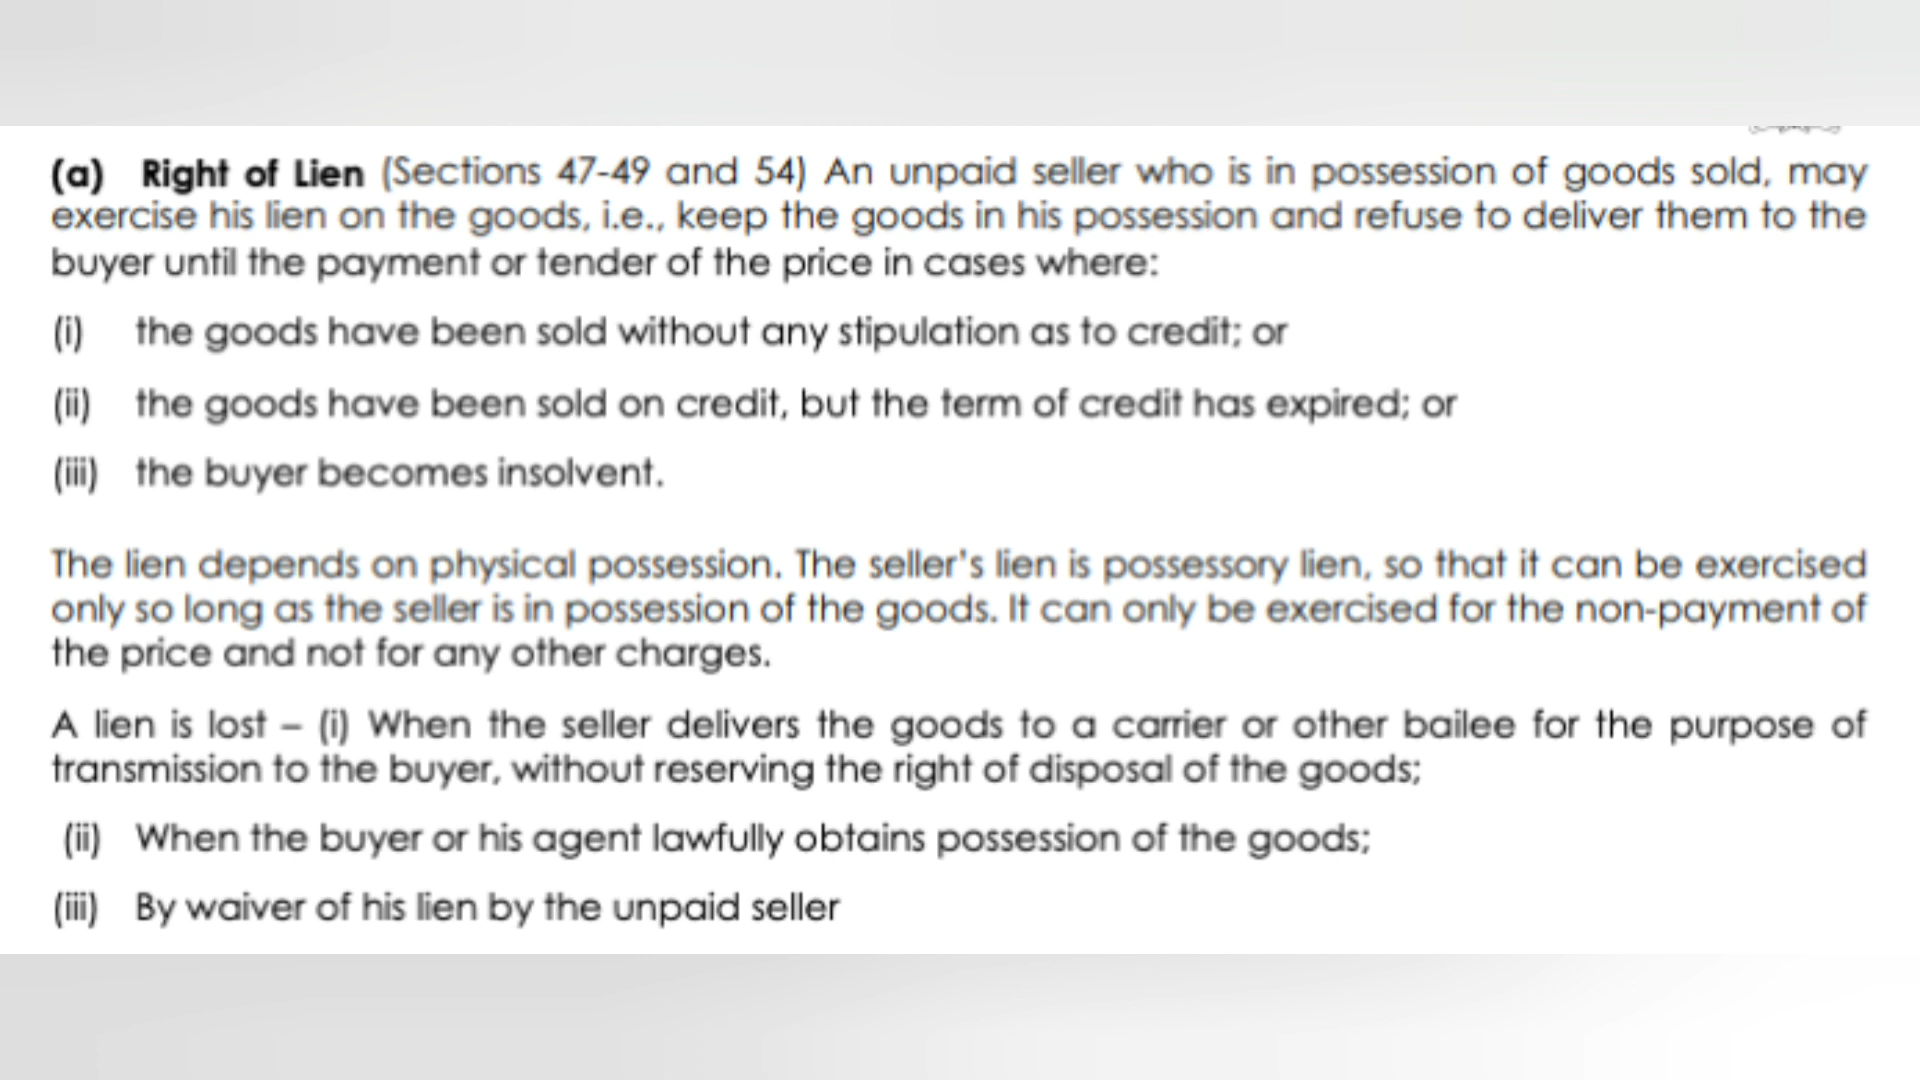 (a) Right of Lien (Sections 47-49 and 54) An unpaid seller who is in possession of goods sold, may
exercise his lien on the goods, i.e., keep the goods in his possession and refuse to deliver them to the
buyer until the payment or tender of the price in cases where:
(i) the goods have been sold without any stipulation as to credit; or
(ii) the goods have been sold on credit, but the term of credit has expired; or
(iii) the buyer becomes insolvent.
The lien depends on physical possession. The seller's lien is possessory lien, so that it can be exercised
only so long as the seller is in possession of the goods. It can only be exercised for the non-payment of
the price and not for any other charges.
A lien is lost – (i) When the seller delivers the goods to a carrier or other bailee for the purpose of
transmission to the buyer, without reserving the right of disposal of the goods;
(ii) When the buyer or his agent lawfully obtains possession of the goods;
(iii) By waiver of his lien by the unpaid seller